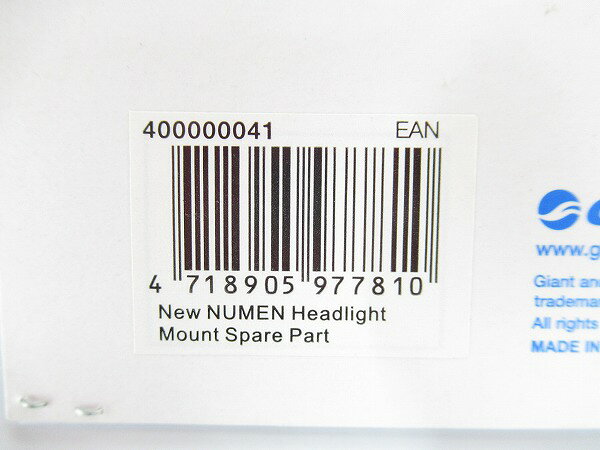 400000041 EAN
4 718905 977810
New NUMEN Headlight
Mount Spare Part
www.g
Giant and
tradema
All rights
MADE IN